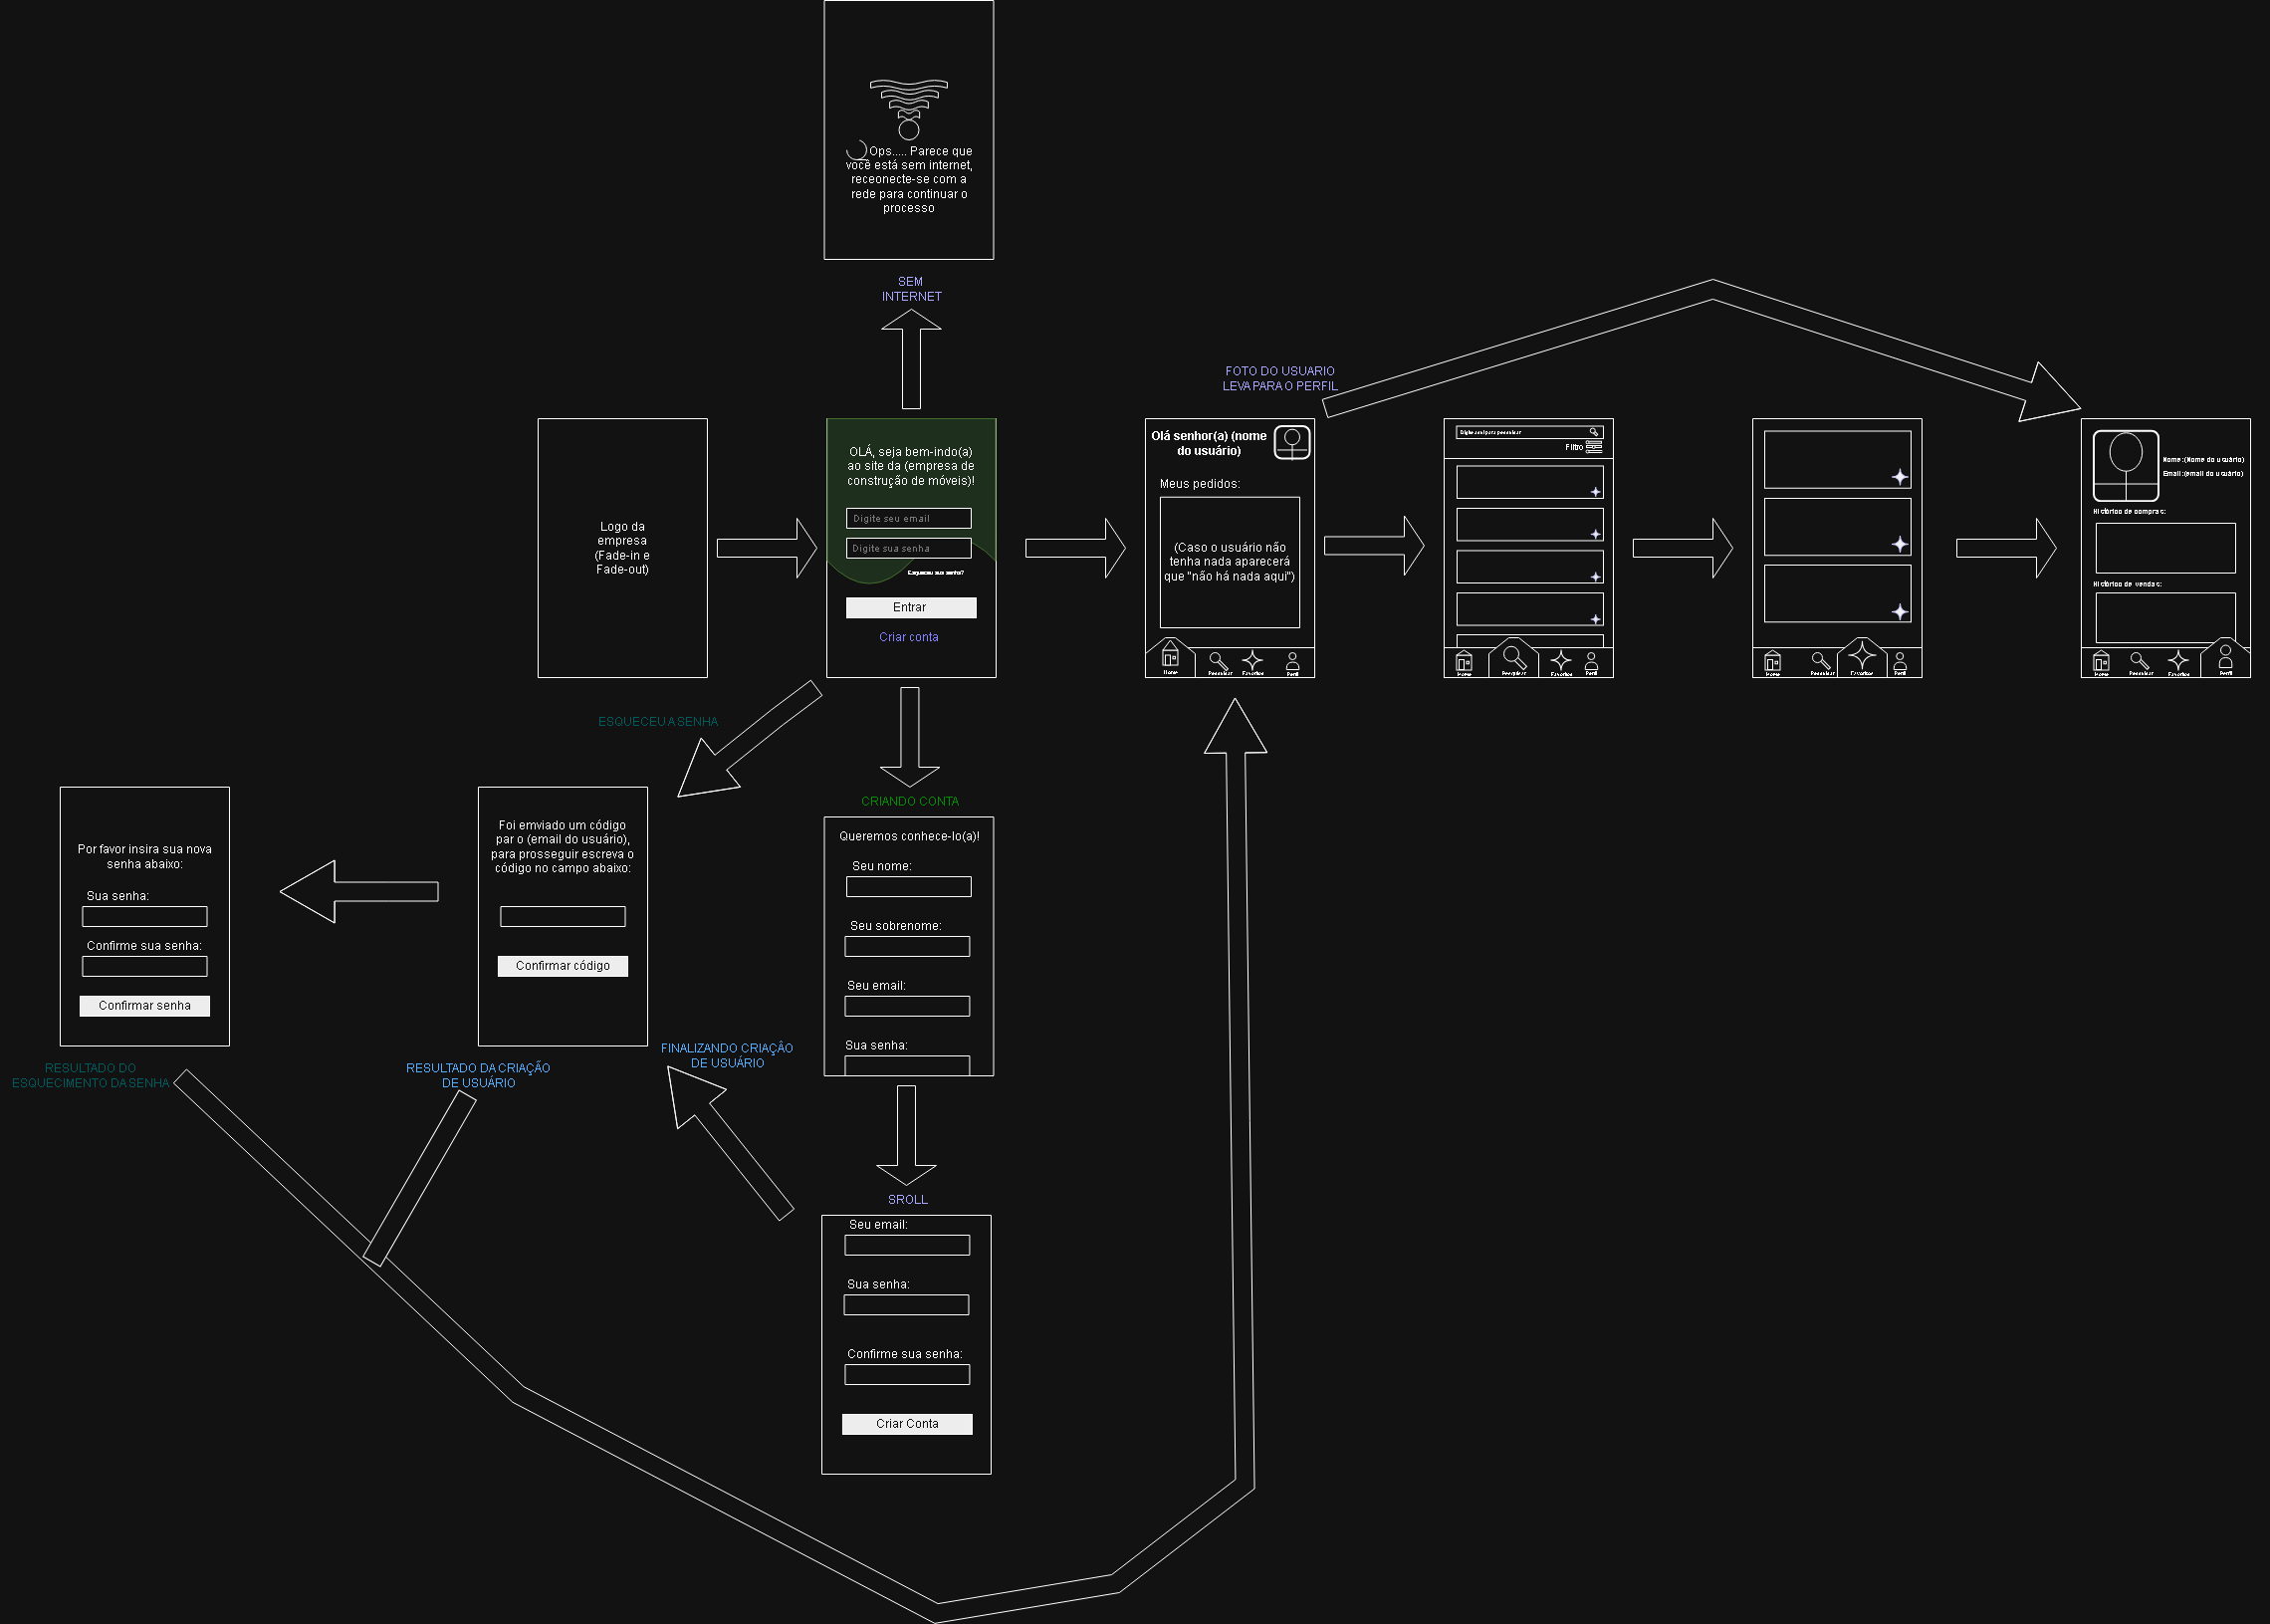 Ops..... Parece que
você está sem internet,
receonecte-se com a
rede para continuar o
processo
SEM
INTERNET
FOTO DO USUARIO
LEVA PARA O PERFIL
Logo da
empresa
(Fade-in e
Fade-out)
OLÁ, seja bem-indo(a)
ao site da (empresa de
construção de móveis)!
Digite seu email
Digite sua senha
Esqueceu sua senha?
Entrar
Criar conta
Olá senhor(a) (nome
do usuário)
Meus pedidos:
(Caso o usuário não
tenha nada aparecerá
que "não há nada aqui")
Home
Pesquisar
Favoritos
Perfil
Digite aqui para pesquisar
Filtro
Home
Pesquisar
Favoritos
Perfil
Home
Pesquisar
Favoritos
Perfil
Nome:(Nome do usuário)
Email:(email do usuário)
Histórico de compras:
Histórico de vendas:
Home
Pesquisar
Favoritos
Perfil
ESQUECEU A SENHA
CRIANDO CONTA
Por favor insira sua nova
senha abaixo:
Sua senha:
Confirme sua senha:
Confirmar senha
RESULTADO DO
ESQUECIMENTO DA SENHA
Foi emviado um código
par o (email do usuário),
para prosseguir escreva o
código no campo abaixo:
Confirmar código
RESULTADO DA CRIAÇÃO
DE USUÁRIO
FINALIZANDO CRIAÇÂO
DE USUÁRIO
Queremos conhece-lo(a)!
Seu nome:
Seu sobrenome:
Seu email:
Sua senha:
SROLL
Seu email:
Sua senha:
Confirme sua senha:
Criar Conta